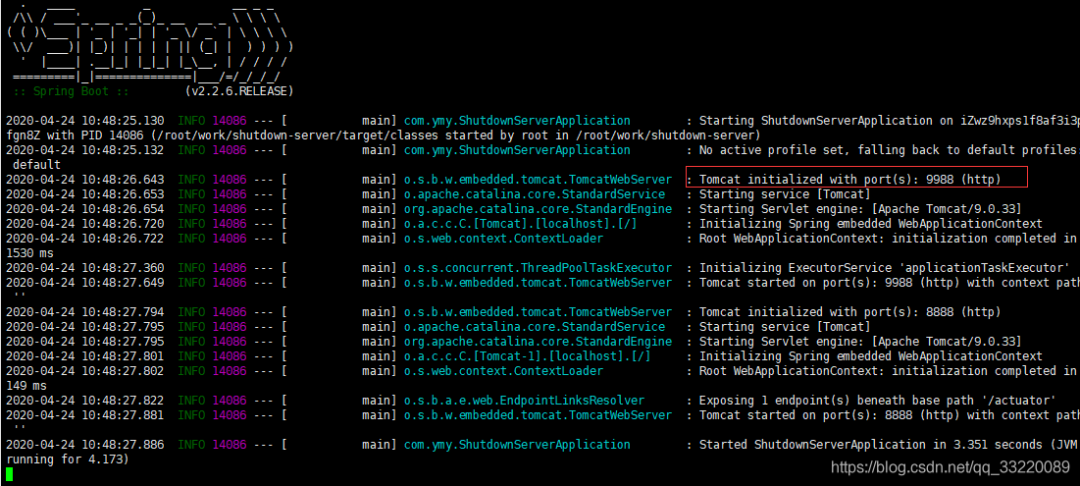 :: Spring Boot ::        (v2.2.6.RELEASE)
2020-04-24 10:48:25.130  INFO 14086 --- [           main] com.ymy.ShutdownServerApplication        : Starting ShutdownServerApplication on iZwz9hxps1f8af3i3p
fgn8Z with PID 14086 (/root/work/shutdown-server/target/classes started by root in /root/work/shutdown-server)
2020-04-24 10:48:25.132  INFO 14086 --- [           main] com.ymy.ShutdownServerApplication        : No active profile set, falling back to default profiles:
default
2020-04-24 10:48:26.643  INFO 14086 --- [           main] o.s.b.w.embedded.tomcat.TomcatWebServer  : Tomcat initialized with port(s): 9988 (http)
2020-04-24 10:48:26.653  INFO 14086 --- [           main] o.apache.catalina.core.StandardService   : Starting service [Tomcat]
2020-04-24 10:48:26.654  INFO 14086 --- [           main] org.apache.catalina.core.StandardEngine  : Starting Servlet engine: [Apache Tomcat/9.0.33]
2020-04-24 10:48:26.720  INFO 14086 --- [           main] o.a.c.c.C.[Tomcat].[localhost].[/]       : Initializing Spring embedded WebApplicationContext
2020-04-24 10:48:26.722  INFO 14086 --- [           main] o.s.web.context.ContextLoader            : Root WebApplicationContext: initialization completed in
1530 ms
2020-04-24 10:48:27.360  INFO 14086 --- [           main] o.s.s.concurrent.ThreadPoolTaskExecutor  : Initializing ExecutorService 'applicationTaskExecutor'
2020-04-24 10:48:27.649  INFO 14086 --- [           main] o.s.b.w.embedded.tomcat.TomcatWebServer  : Tomcat started on port(s): 9988 (http) with context path
''
2020-04-24 10:48:27.794  INFO 14086 --- [           main] o.s.b.w.embedded.tomcat.TomcatWebServer  : Tomcat initialized with port(s): 8888 (http)
2020-04-24 10:48:27.795  INFO 14086 --- [           main] o.apache.catalina.core.StandardService   : Starting service [Tomcat]
2020-04-24 10:48:27.795  INFO 14086 --- [           main] org.apache.catalina.core.StandardEngine  : Starting Servlet engine: [Apache Tomcat/9.0.33]
2020-04-24 10:48:27.801  INFO 14086 --- [           main] o.a.c.c.C.[Tomcat-1].[localhost].[/]     : Initializing Spring embedded WebApplicationContext
2020-04-24 10:48:27.802  INFO 14086 --- [           main] o.s.web.context.ContextLoader            : Root WebApplicationContext: initialization completed in
149 ms
2020-04-24 10:48:27.822  INFO 14086 --- [           main] o.s.b.a.e.web.EndpointLinksResolver      : Exposing 1 endpoint(s) beneath base path '/actuator'
2020-04-24 10:48:27.881  INFO 14086 --- [           main] o.s.b.w.embedded.tomcat.TomcatWebServer  : Tomcat started on port(s): 8888 (http) with context path
''
2020-04-24 10:48:27.886  INFO 14086 --- [           main] com.ymy.ShutdownServerApplication        : Started ShutdownServerApplication in 3.351 seconds (JVM
running for 4.173)
https://blog.csdn.net/qq_33220089